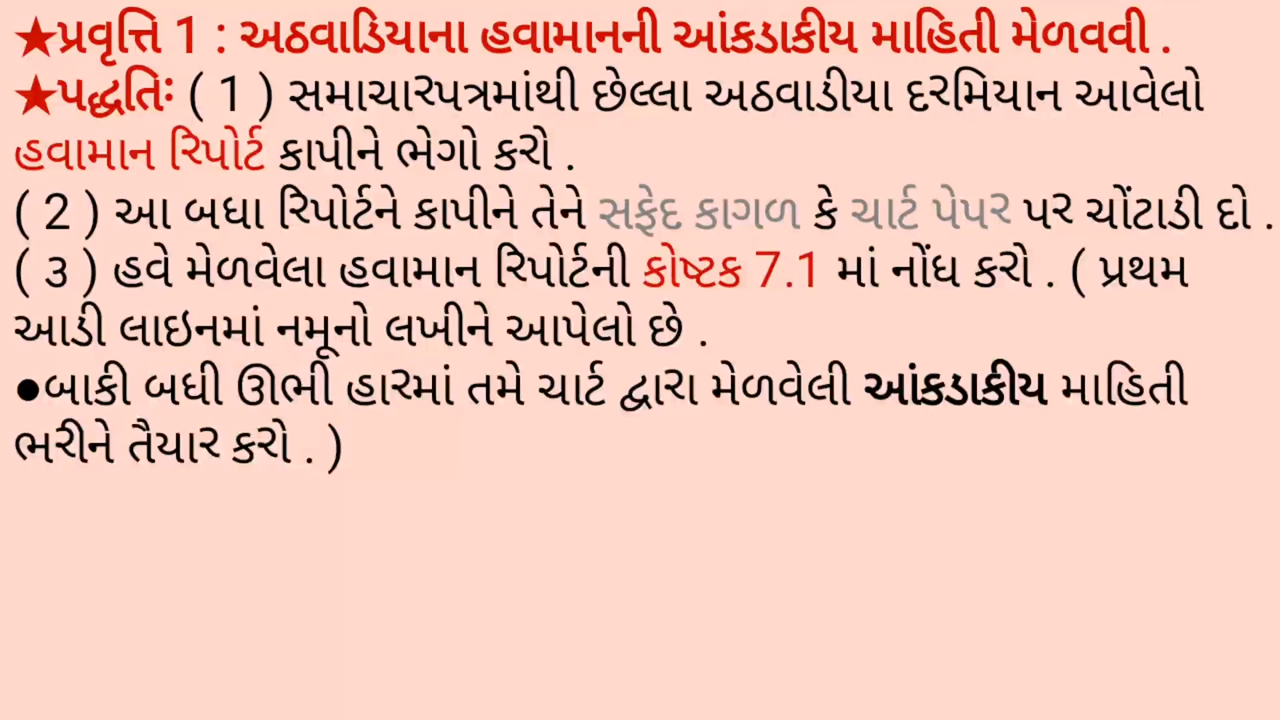 ★પ્રવૃત્તિ 1 : અઠવાડિયાના હવામાનની આંકડાકીય માહિતી મેળવવી .
★પદ્ધતિઃ ( 1 ) સમાચારપત્રમાંથી છેલ્લા અઠવાડીયા દરમિયાન આવેલો
હવામાન રિપોર્ટ કાપીને ભેગો કરો .
( 2 ) આ બધા રિપોર્ટને કાપીને તેને સફેદ કાગળ કે ચાર્ટ પેપર પર ચોંટાડી દો .
( ૩ ) હવે મેળવેલા હવામાન રિપોર્ટની કોષ્ટક 7.1 માં નોંધ કરો . ( પ્રથમ
આડી લાઇનમાં નમૂનો લખીને આપેલો છે .
●બાકી બધી ઊભી હારમાં તમે ચાર્ટ દ્વારા મેળવેલી આંકડાકીય માહિતી
ભરીને તૈયાર કરો . )